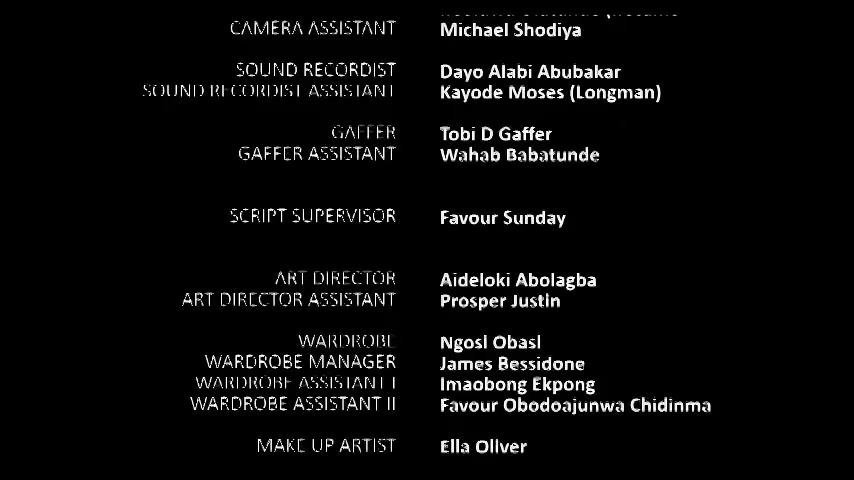 CAMERA ASSISTANT Michael Shodiya
SOUND RECORDIST Dayo Alabi Abubakar
SOUND RECORDIST ASSISTANT Kayode Moses (Longman)
GAFFER Tobi D Gaffer
GAFFER ASSISTANT Wahab Babatunde
SCRIPT SUPERVISOR Favour Sunday
ART DIRECTOR Aideloki Abolagba
ART DIRECTOR ASSISTANT Prosper Justin
WARDROBE Ngosi Obasi
WARDROBE MANAGER James Bessidone
WARDROBE ASSISTANT I Imaobong Ekpong
WARDROBE ASSISTANT II Favour Obodoajunwa Chidinma
MAKE UP ARTIST Ella Oliver